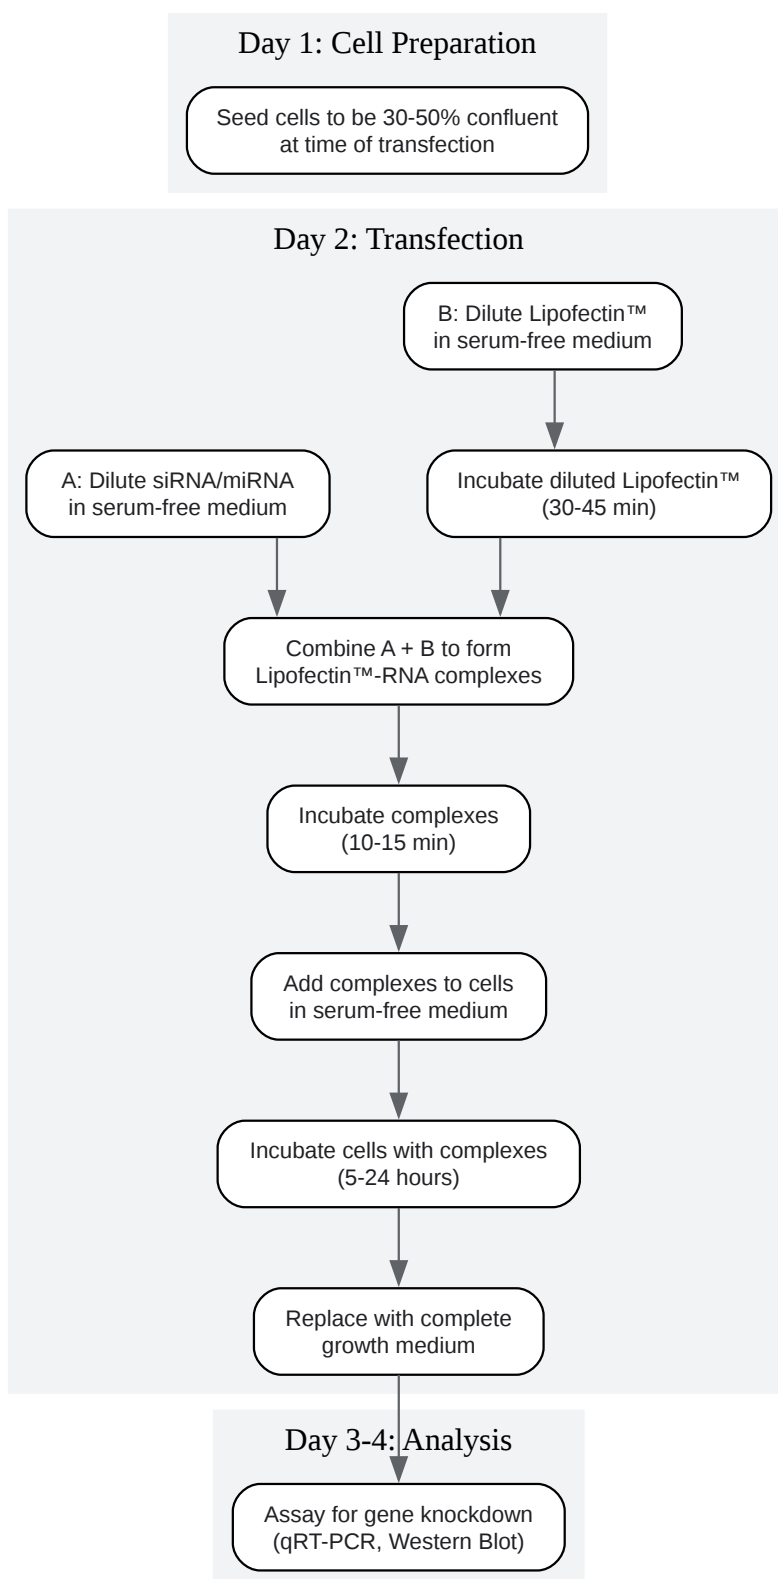 Day 1: Cell Preparation
Seed cells to be 30-50% confluent
at time of transfection
Day 2: Transfection
B: Dilute Lipofectin™
in serum-free medium
A: Dilute siRNA/miRNA
in serum-free medium
Incubate diluted Lipofectin™
(30-45 min)
Combine A + B to form
Lipofectin™-RNA complexes
Incubate complexes
(10-15 min)
Add complexes to cells
in serum-free medium
Incubate cells with complexes
(5-24 hours)
Replace with complete
growth medium
Day 3-4: Analysis
Assay for gene knockdown
(qRT-PCR, Western Blot)